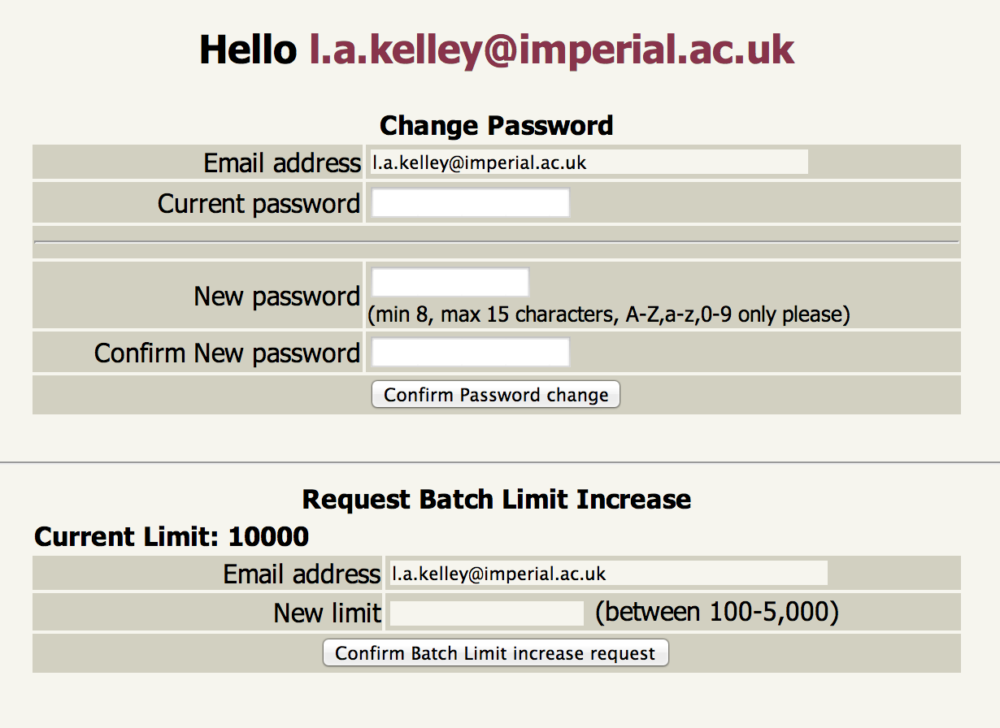 Hello l.a.kelley@imperial.ac.uk
Change Password
Email address l.a.kelley@imperial.ac.uk
Current password
New password
(min 8, max 15 characters, A-Z,a-z,0-9 only please)
Confirm New password
Confirm Password change
Request Batch Limit Increase
Current Limit: 10000
Email address l.a.kelley@imperial.ac.uk
New limit (between 100-5,000)
Confirm Batch Limit increase request